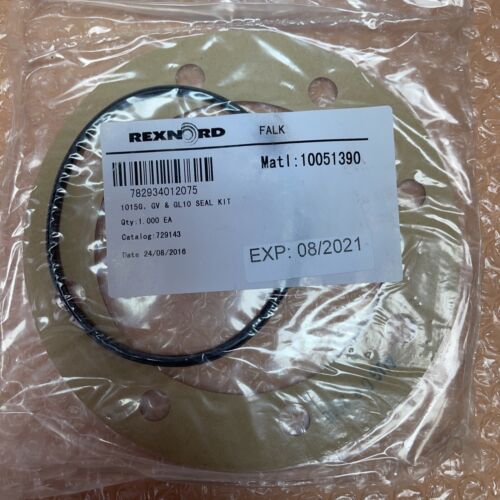 REXNORD FALK
Matl:10051390
782934012075
1015G, GV & GL10 SEAL KIT
Qty:1.000 EA
Catalog:729143
Date 24/08/2016
EXP: 08/2021